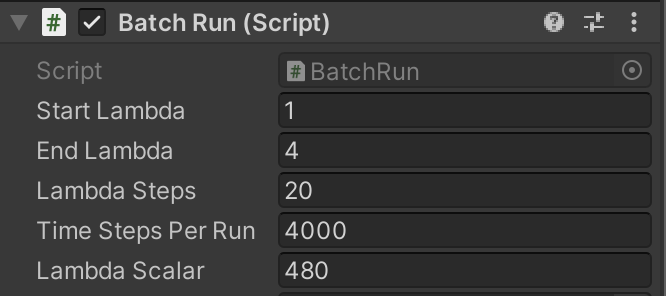 Batch Run (Script)
Script BatchRun
Start Lambda 1
End Lambda 4
Lambda Steps 20
Time Steps Per Run 4000
Lambda Scalar 480